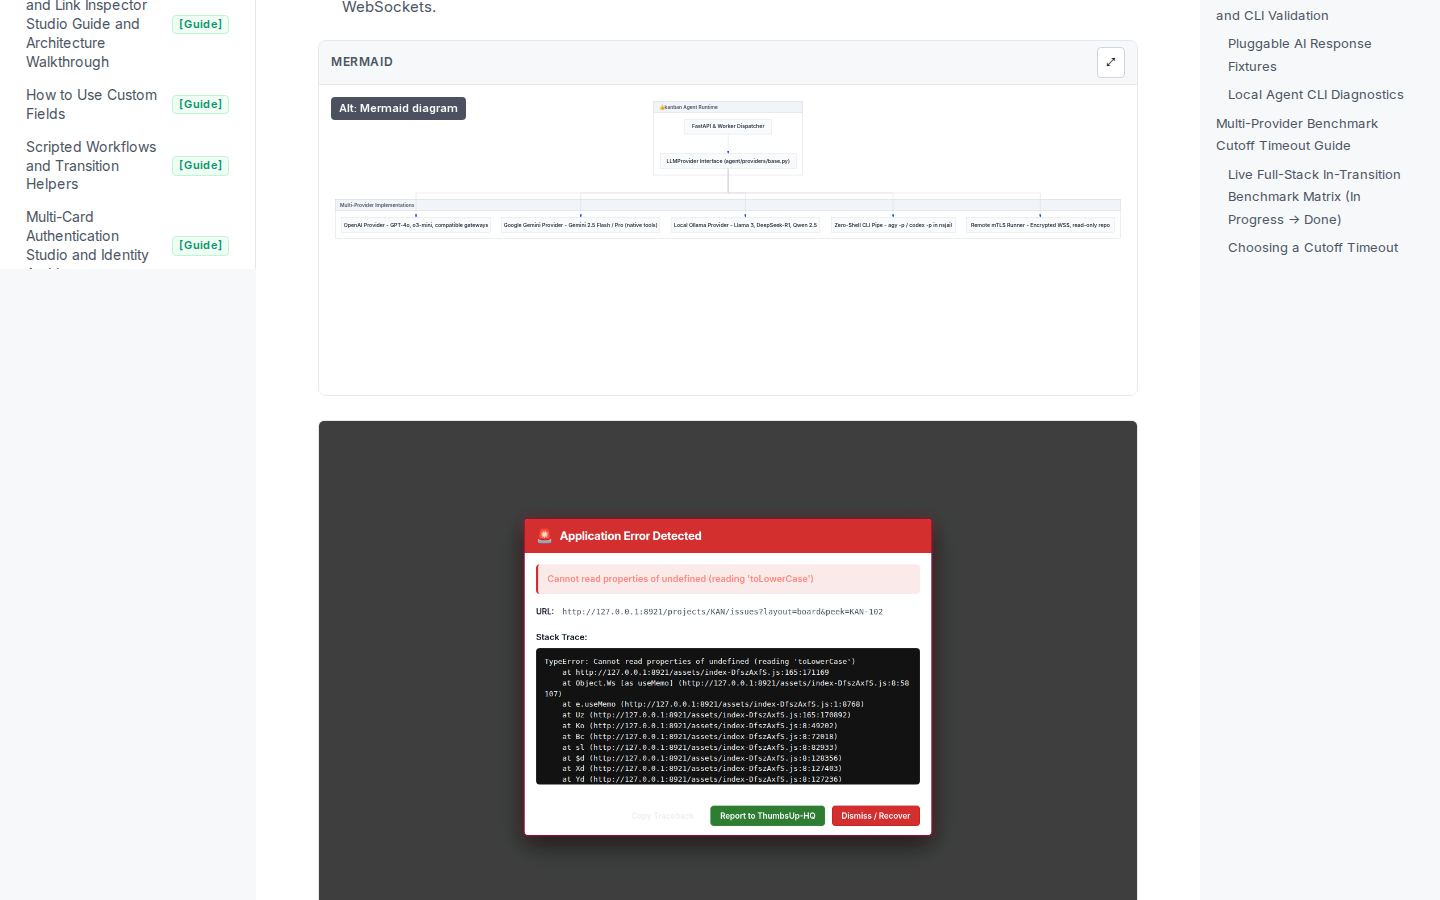 and Link Inspector
Studio Guide and
Architecture
Walkthrough
[Guide]
How to Use Custom
Fields
[Guide]
Scripted Workflows
and Transition
Helpers
[Guide]
Multi-Card
Authentication
Studio and Identity
[Guide]
WebSockets.
MERMAID
Alt: Mermaid diagram
👍kanban Agent Runtime
FastAPI & Worker Dispatcher
LLMProvider Interface (agent/providers/base.py)
Multi-Provider Implementations
OpenAI Provider - GPT-4o, o3-mini, compatible gateways
Google Gemini Provider - Gemini 2.5 Flash / Pro (native tools)
Local Ollama Provider - Llama 3, DeepSeek-R1, Qwen 2.5
Zero-Shell CLI Pipe - agy -p / codex -p in nsjail
Remote mTLS Runner - Encrypted WSS, read-only repo
🚨 Application Error Detected
Cannot read properties of undefined (reading 'toLowerCase')
URL: http://127.0.0.1:8921/projects/KAN/issues?layout=board&peek=KAN-102
Stack Trace:
TypeError: Cannot read properties of undefined (reading 'toLowerCase')
at http://127.0.0.1:8921/assets/index-DfszAxfS.js:165:171169
at Object.Ws [as useMemo] (http://127.0.0.1:8921/assets/index-DfszAxfS.js:8:58
107)
at e.useMemo (http://127.0.0.1:8921/assets/index-DfszAxfS.js:1:8768)
at Uz (http://127.0.0.1:8921/assets/index-DfszAxfS.js:165:170892)
at Ko (http://127.0.0.1:8921/assets/index-DfszAxfS.js:8:49202)
at Bc (http://127.0.0.1:8921/assets/index-DfszAxfS.js:8:72018)
at sl (http://127.0.0.1:8921/assets/index-DfszAxfS.js:8:82933)
at $d (http://127.0.0.1:8921/assets/index-DfszAxfS.js:8:128356)
at Xd (http://127.0.0.1:8921/assets/index-DfszAxfS.js:8:127403)
at Yd (http://127.0.0.1:8921/assets/index-DfszAxfS.js:8:127236)
Copy Traceback
Report to ThumbsUp-HQ
Dismiss / Recover
and CLI Validation
Pluggable AI Response
Fixtures
Local Agent CLI Diagnostics
Multi-Provider Benchmark
Cutoff Timeout Guide
Live Full-Stack In-Transition
Benchmark Matrix (In
Progress → Done)
Choosing a Cutoff Timeout